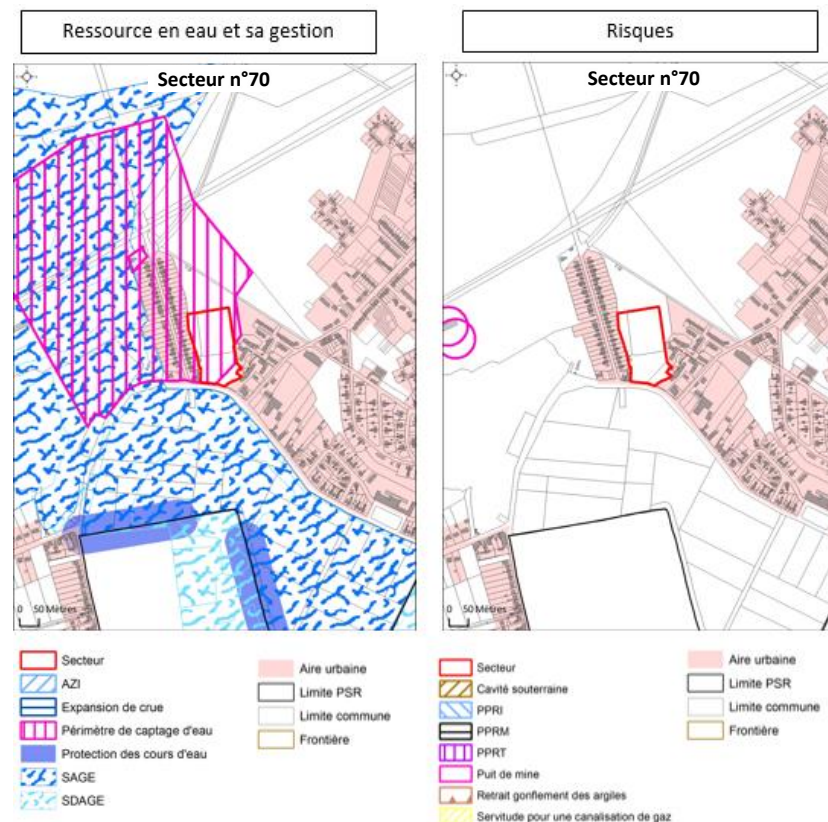 Ressource en eau et sa gestion
Risques
Secteur n°70
Secteur n°70
0 50 Mètres
0 50 Mètres
Secteur
AZI
Expansion de crue
Périmètre de captage d'eau
Protection des cours d'eau
SAGE
SDAGE
Aire urbaine
Limite PSR
Limite commune
Frontière
Secteur
Cavité souterraine
PPRI
PPRM
PPRT
Puit de mine
Retrait gonflement des argiles
Servitude pour une canalisation de gaz
Aire urbaine
Limite PSR
Limite commune
Frontière